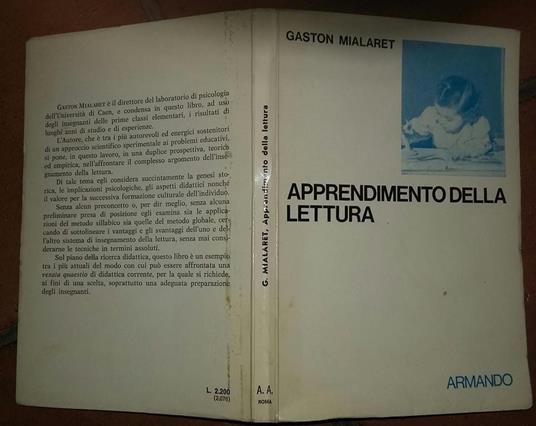 GASTON MIALARET è il direttore del laboratorio di psicologia
dell'Università di Caen, e condensa in questo libro, ad uso
degli insegnanti delle prime classi elementari, i risultati di
lunghi anni di studio e di esperienze.
L'Autore, che è tra i più autorevoli ed energici sostenitori
di un approccio scientifico sperimentale ai problemi educativi,
si pone, in questo lavoro, in una duplice prospettiva, teorica
ed empirica, nell'affrontare il complesso argomento dell'inse-
gnamento della lettura.
Di tale tema egli considera succintamente la genesi sto-
rica, le implicazioni psicologiche, gli aspetti didattici nonché
il valore per la successiva formazione culturale dell'individuo.
Senza alcun preconcetto o, per dir meglio, senza alcuna
preliminare presa di posizione egli esamina sia le applica-
zioni del metodo sillabico sia quelle del metodo globale, cer-
cando di sottolineare i vantaggi e gli svantaggi dell'uno e del-
l'altro sistema di insegnamento della lettura, senza mai consi-
derarne le tecniche in termini assoluti.
Sul piano della ricerca didattica, questo libro è un esempio
tra i più attuali del modo con cui può essere affrontata una
vexata quaestio di didattica corrente, per la quale si richiede,
ai fini di una scelta, soprattutto una adeguata preparazione
degli insegnanti.
L. 2.200
(2.076)
G. MIALARET, Apprendimento della lettura
A. A.
ROMA
GASTON MIALARET
APPRENDIMENTO DELLA
LETTURA
ARMANDO